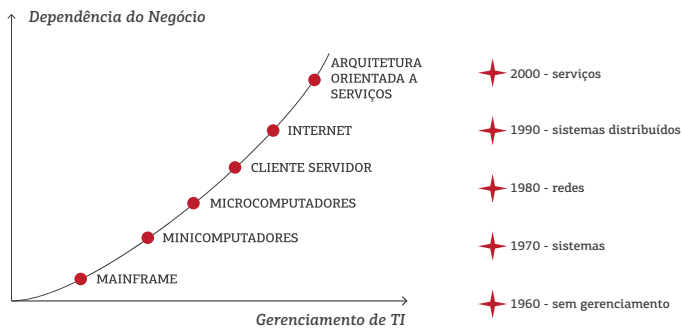 Dependência do Negócio
ARQUITETURA
ORIENTADA A
SERVIÇOS
INTERNET
CLIENTE SERVIDOR
MICROCOMPUTADORES
MINICOMPUTADORES
MAINFRAME
Gerenciamento de TI
2000 - serviços
1990 - sistemas distribuídos
1980 - redes
1970 - sistemas
1960 - sem gerenciamento